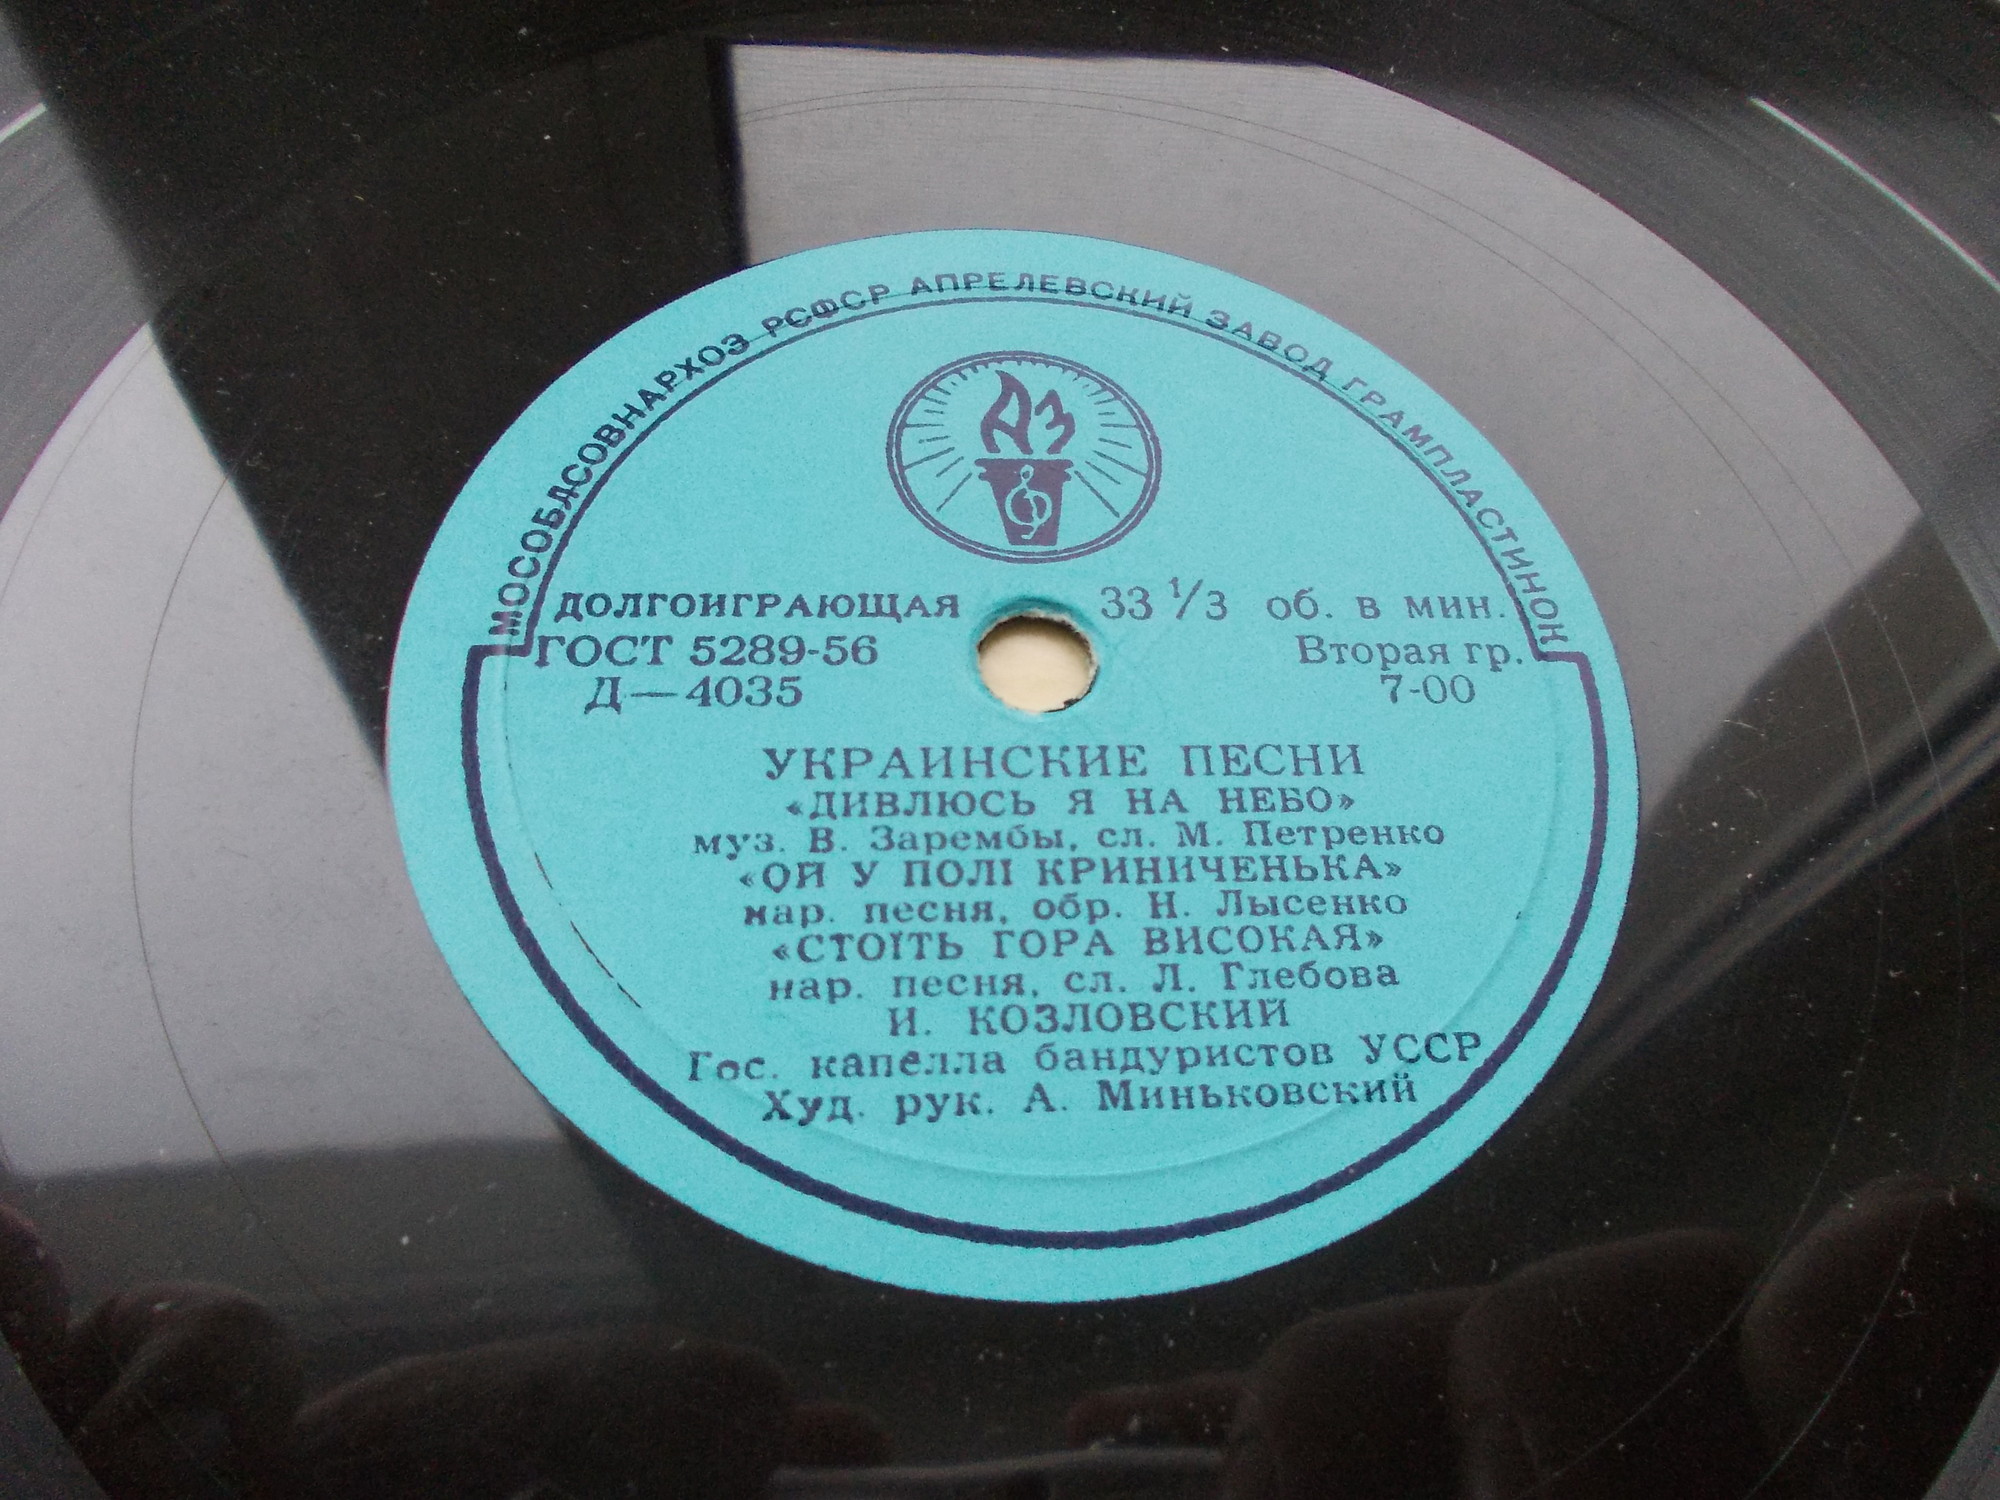 МОСОБЛСОВНАРХОЗ РСФСР АПРЕЛЕВСКИЙ ЗАВОД ГРАМПЛАСТИНОК
АЗ
ДОЛГОИГРАЮЩАЯ 33 1/3 об. в мин.
ГОСТ 5289-56 Вторая гр.
Д—4035 7-00
УКРАИНСКИЕ ПЕСНИ
«ДИВЛЮСЬ Я НА НЕБО»
муз. В. Зарембы, сл. М. Петренко
«ОЙ У ПОЛІ КРИНИЧЕНЬКА»
нар. песня, обр. Н. Лысенко
«СТОЇТЬ ГОРА ВИСОКАЯ»
нар. песня, сл. Л. Глебова
И. КОЗЛОВСКИЙ
Гос. капелла бандуристов УССР
Худ. рук. А. Миньковский